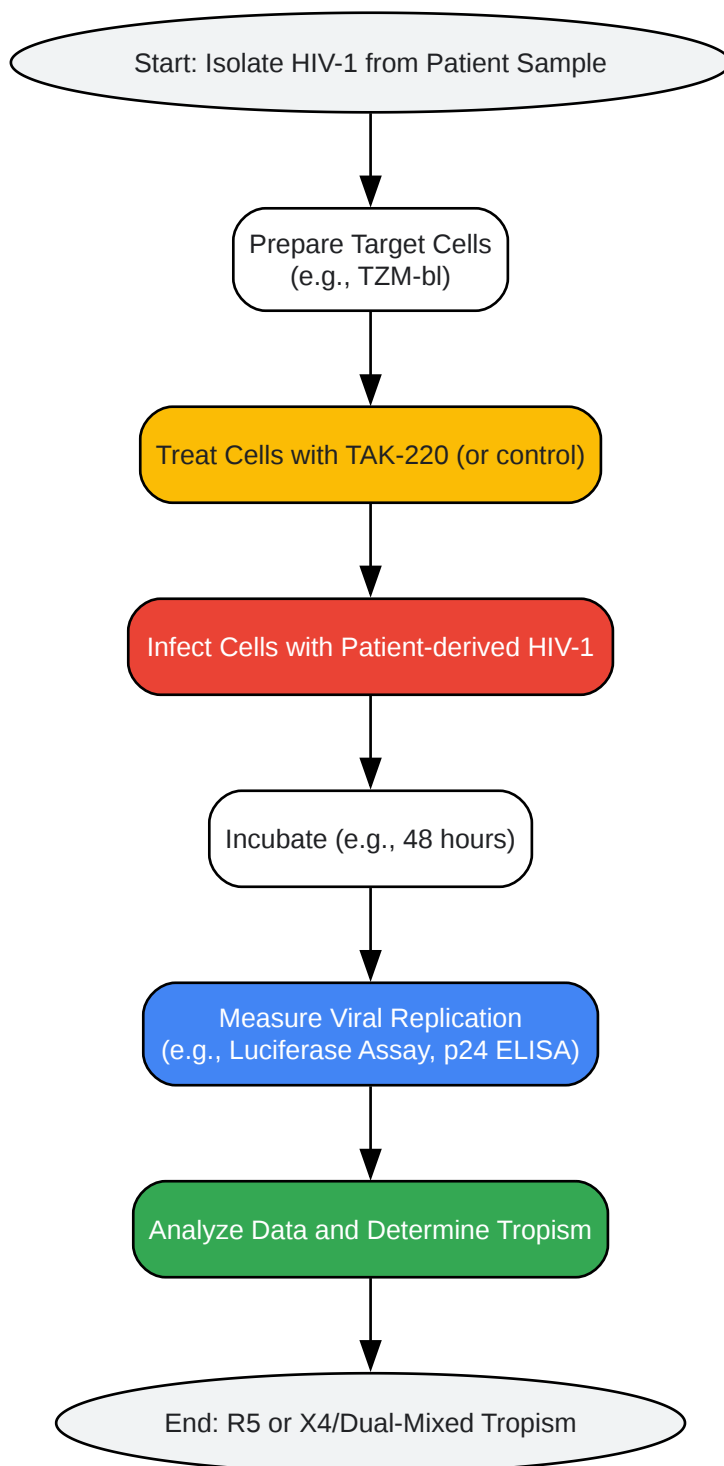 Start: Isolate HIV-1 from Patient Sample
Prepare Target Cells
(e.g., TZM-bl)
Treat Cells with TAK-220 (or control)
Infect Cells with Patient-derived HIV-1
Incubate (e.g., 48 hours)
Measure Viral Replication
(e.g., Luciferase Assay, p24 ELISA)
Analyze Data and Determine Tropism
End: R5 or X4/Dual-Mixed Tropism